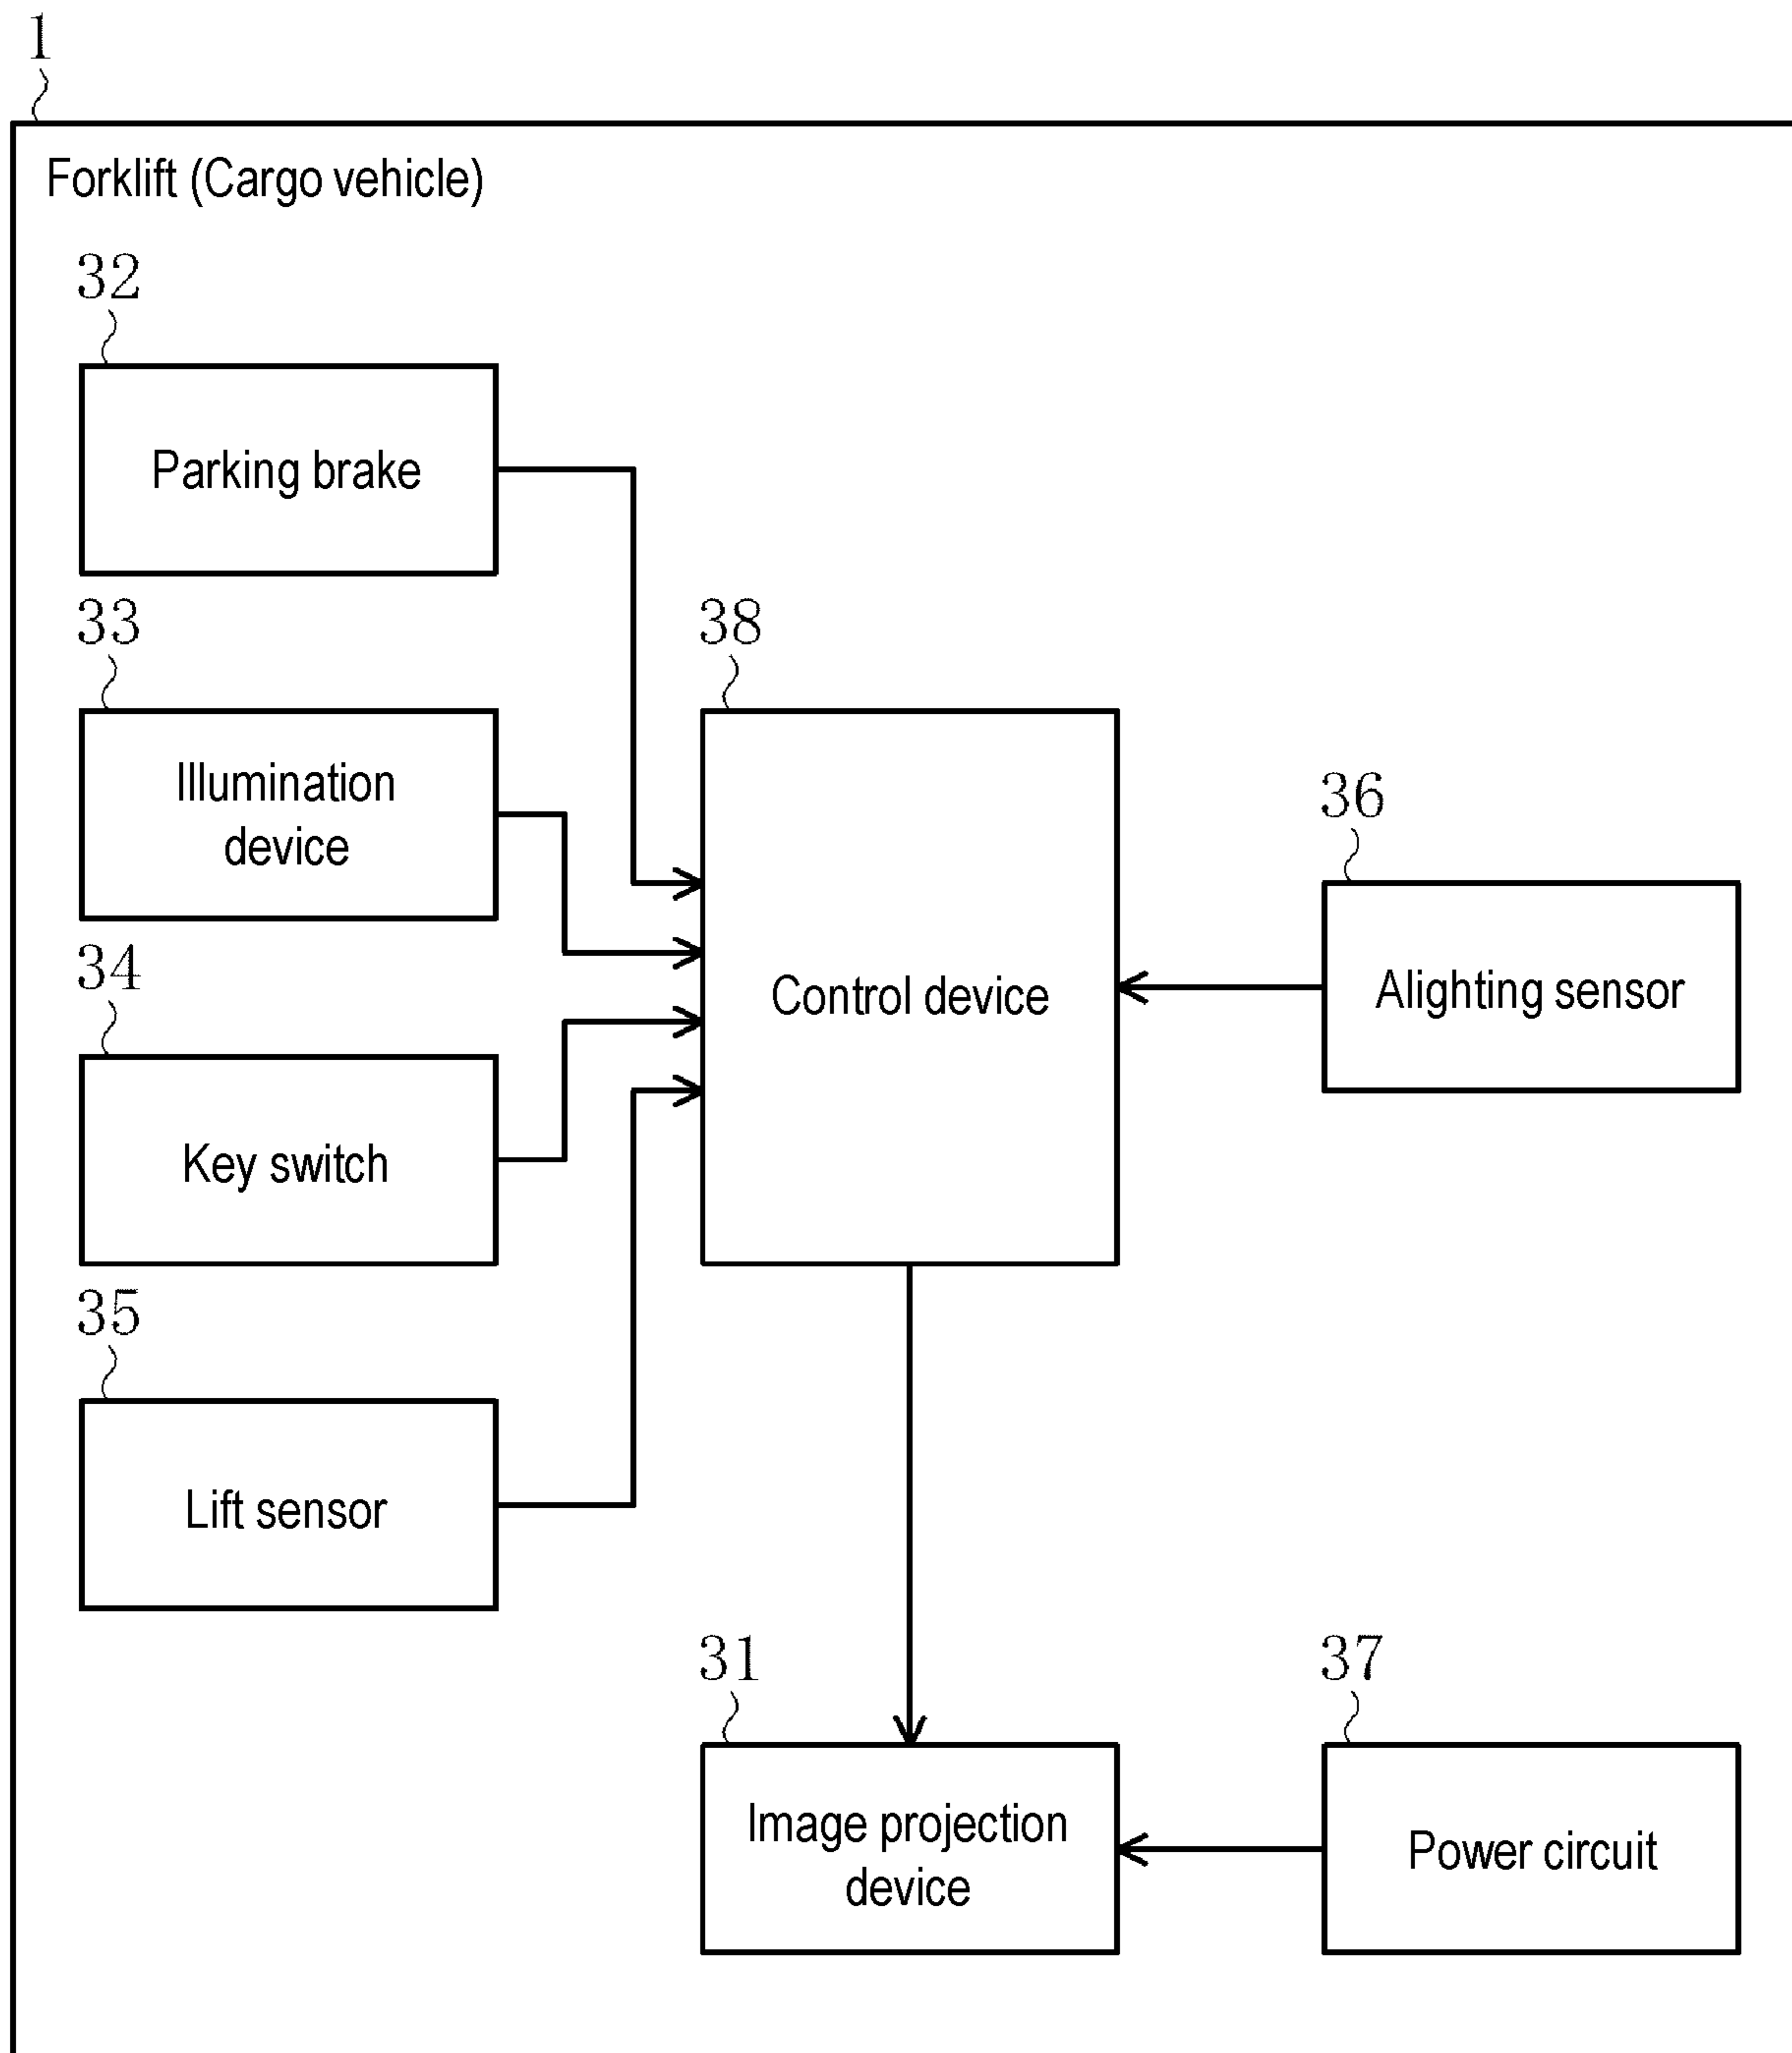 1
Forklift (Cargo vehicle)
32
Parking brake
33
Illumination
device
34
Key switch
35
Lift sensor
38
Control device
36
Alighting sensor
31
Image projection
device
37
Power circuit